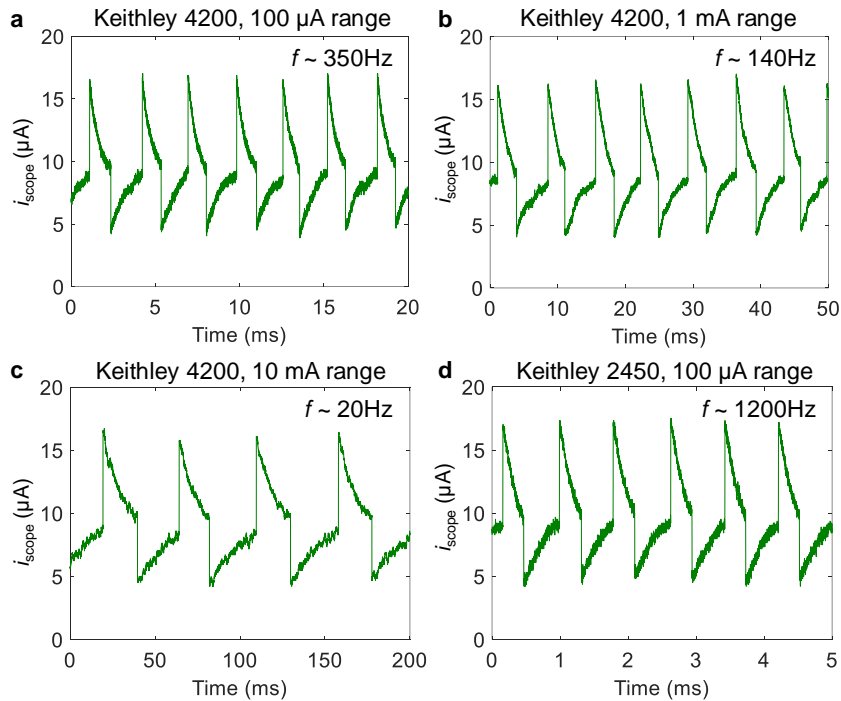 a
Keithley 4200, 100 µA range
f ~ 350Hz
20
15
10
5
0
i_scope (µA)
0 5 10 15 20
Time (ms)
b
Keithley 4200, 1 mA range
f ~ 140Hz
20
15
10
5
0
i_scope (µA)
0 10 20 30 40 50
Time (ms)
c
Keithley 4200, 10 mA range
f ~ 20Hz
20
15
10
5
0
i_scope (µA)
0 50 100 150 200
Time (ms)
d
Keithley 2450, 100 µA range
f ~ 1200Hz
20
15
10
5
0
i_scope (µA)
0 1 2 3 4 5
Time (ms)